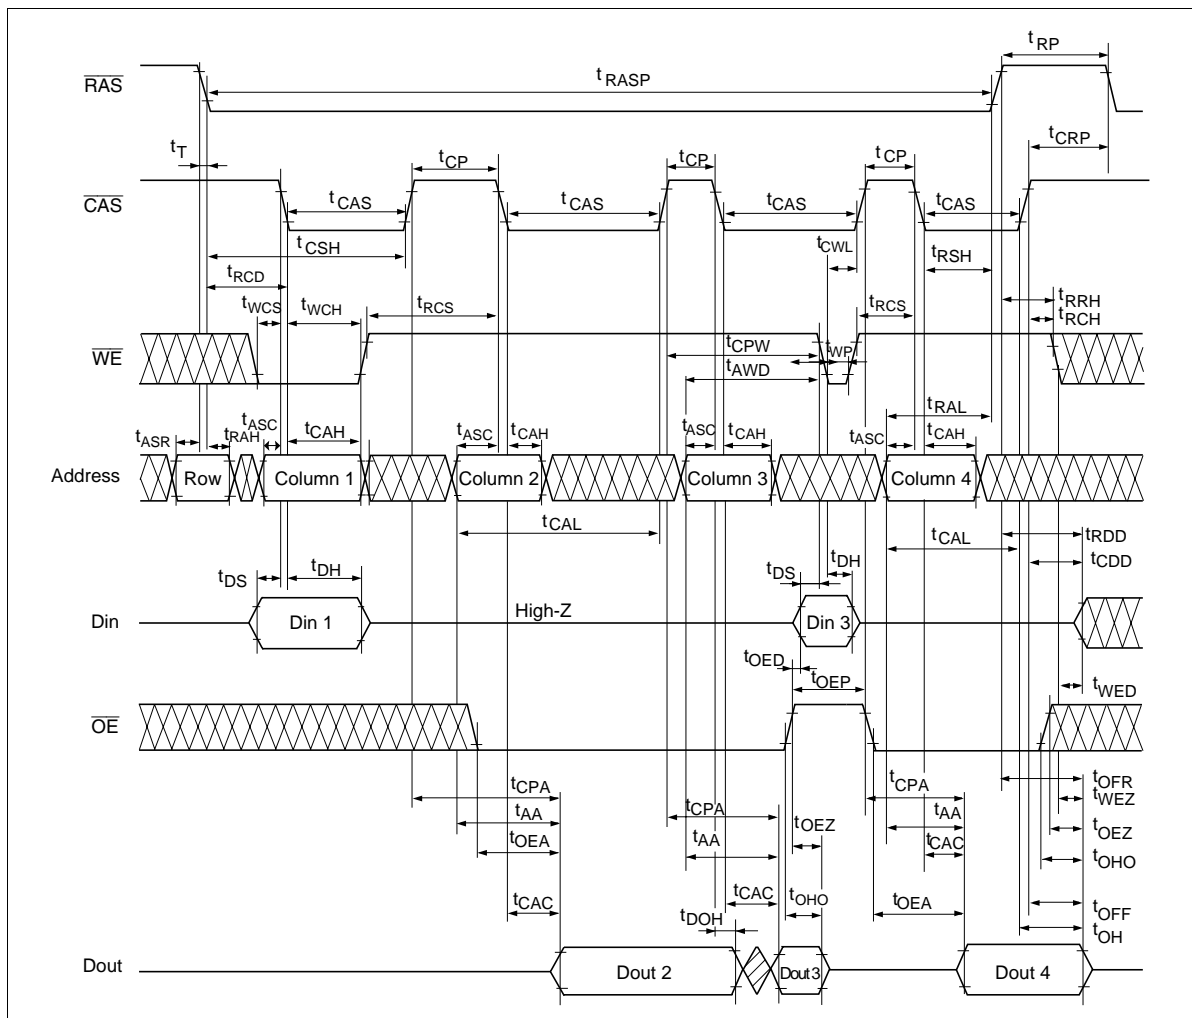 tRP
RAS
tRASP
tT
tCRP
tCP
tCP
tCP
CAS
tCAS
tCAS
tCAS
tCAS
tCSH
tCWL
tRSH
tRCD
tWCS
tWCH
tRCS
tRCS
tRRH
tRCH
WE
tCPW
tWP
tAWD
tRAL
tASR
tRAH
tASC
tCAH
tASC
tCAH
tASC
tCAH
tASC
tCAH
Address
Row
Column 1
Column 2
Column 3
Column 4
tCAL
tCAL
tRDD
tCDD
tDS
tDH
tDS
tDH
Din
Din 1
High-Z
Din 3
tOED
tOEP
tWED
OE
tCPA
tCPA
tOFR
tWEZ
tAA
tCPA
tOEZ
tAA
tOEZ
tOEA
tAA
tCAC
tOHO
tCAC
tCAC
tOHO
tOEA
tDOH
tOFF
tOH
Dout
Dout 2
Dout 3
Dout 4